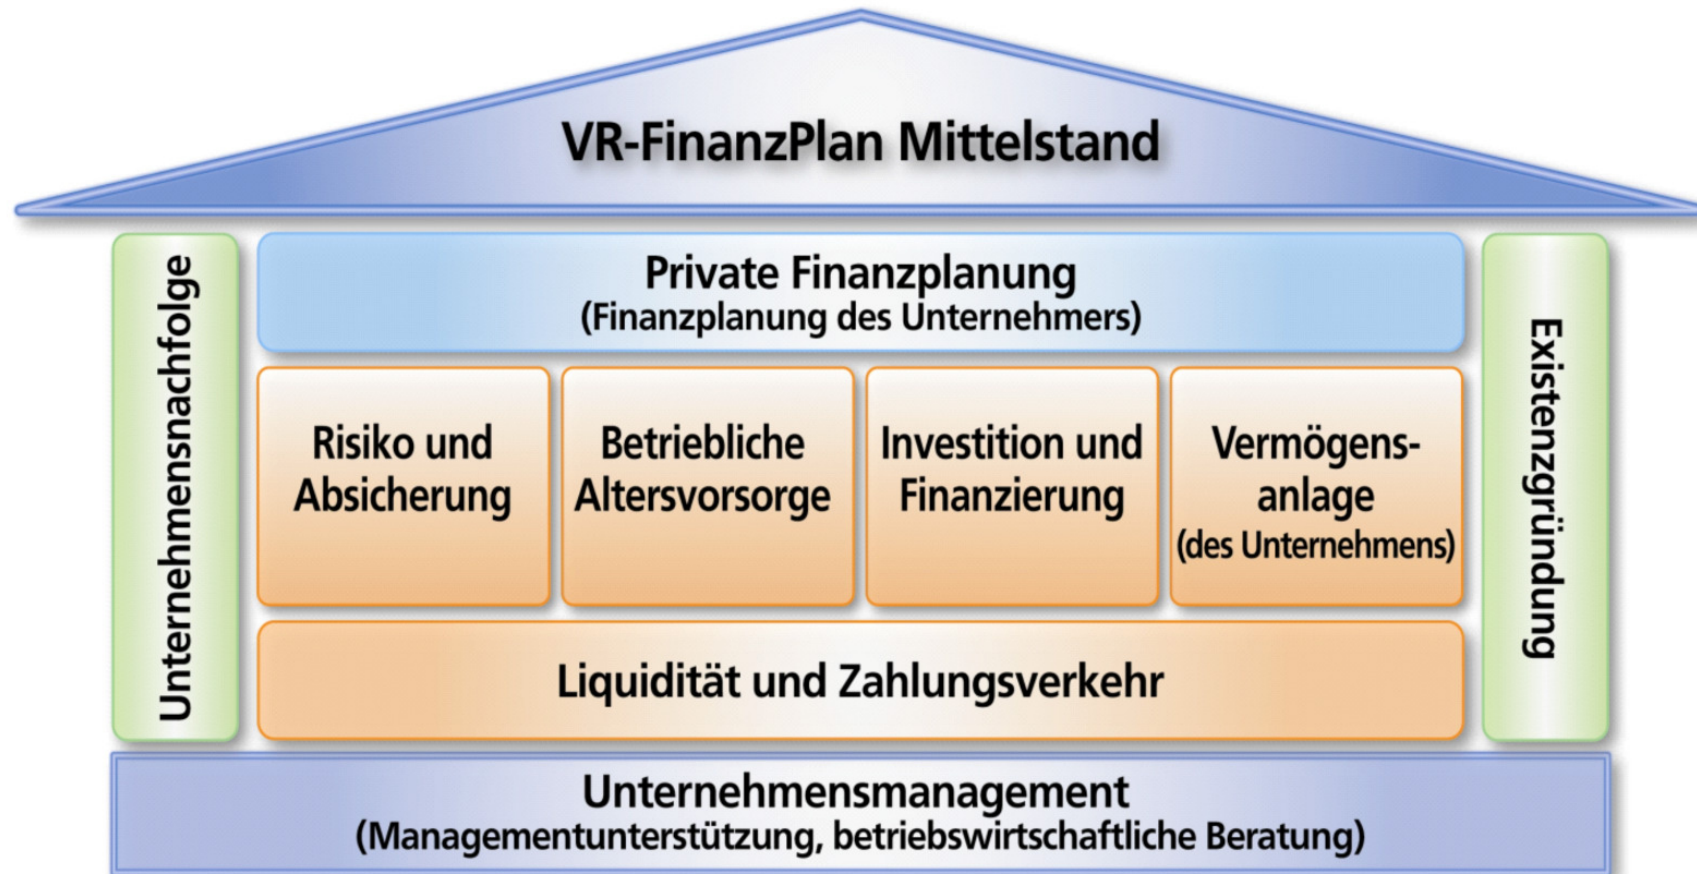 VR-FinanzPlan Mittelstand
Unternehmensnachfolge
Private Finanzplanung
(Finanzplanung des Unternehmers)
Risiko und
Absicherung
Betriebliche
Altersvorsorge
Investition und
Finanzierung
Vermögens-
anlage
(des Unternehmens)
Liquidität und Zahlungsverkehr
Existenzgründung
Unternehmensmanagement
(Managementunterstützung, betriebswirtschaftliche Beratung)